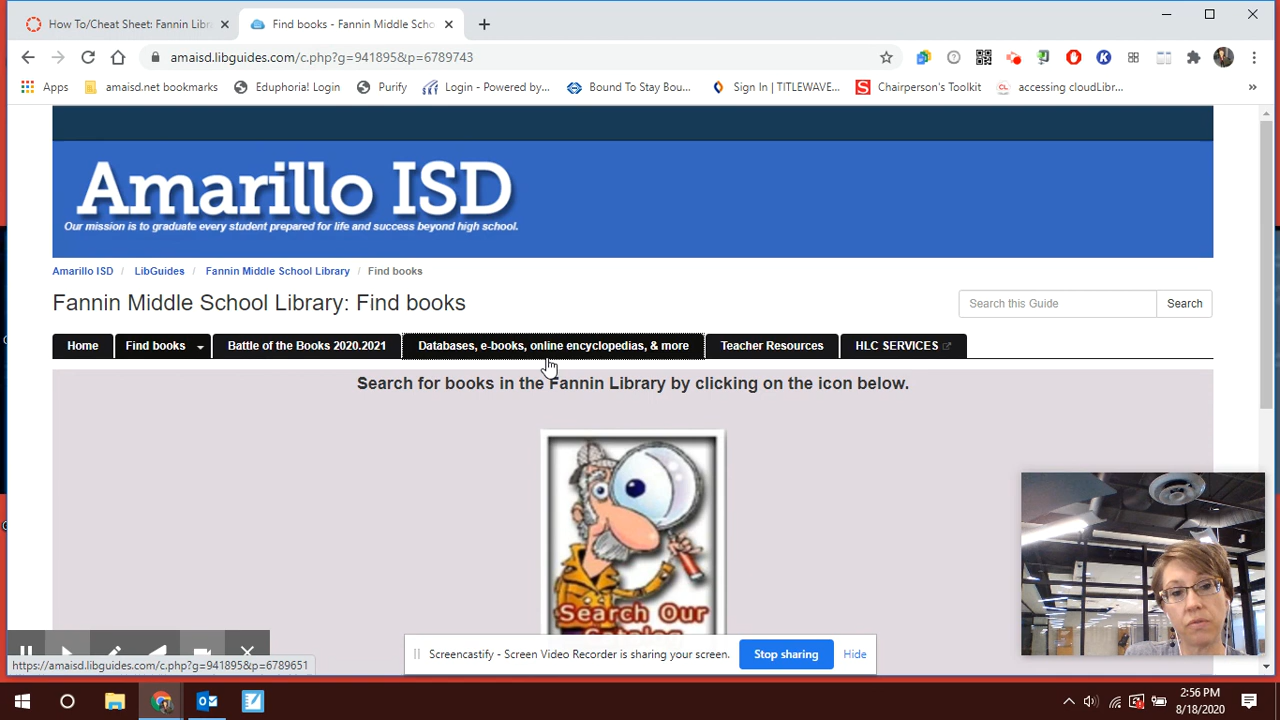 How To/Cheat Sheet: Fannin Libr
Find books - Fannin Middle Scho
amaisd.libguides.com/c.php?g=941895&p=6789743
Apps
amaisd.netbookmarks
Eduphoria! Login
Purify
Login - Powered by...
Bound To Stay Bou...
Sign In | TITLEWAVE...
Chairperson's Toolkit
accessing cloudLibr...
Amarillo ISD
Our mission is to graduate every student prepared for life and success beyond high school.
Amarillo ISD / LibGuides / Fannin Middle School Library / Find books
Fannin Middle School Library: Find books
Search this Guide
Search
Home
Find books
Battle of the Books 2020.2021
Databases, e-books, online encyclopedias, & more
Teacher Resources
HLC SERVICES
Search for books in the Fannin Library by clicking on the icon below.
Search Our
Catalog
Screencastify - Screen Video Recorder is sharing your screen.
Stop sharing
Hide
https://amaisd.libguides.com/c.php?g=941895&p=6789651
2:56 PM
8/18/2020